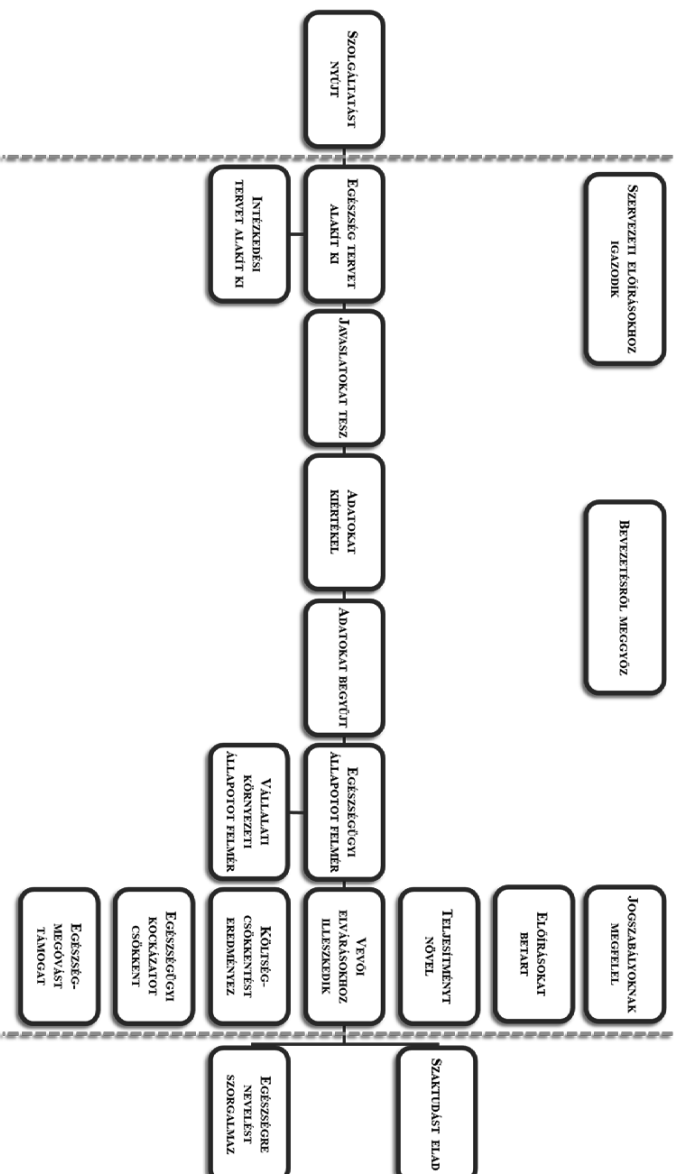 SZERVEZETI ELŐÍRÁSOKHOZ
IGAZODIK
BEVEZETÉSRŐL MEGGYŐZ
JOGSZABÁLYOKNAK
MEGFELEL
ELŐÍRÁSOKAT
BETART
TELJESÍTMÉNYT
NÖVEL
SZAKTUDÁST ELAD
SZOLGÁLTATÁST
NYÚJT
EGÉSZSÉG TERVET
ALAKÍT KI
JAVASLATOKAT TESZ
ADATOKAT
KIÉRTÉKEL
ADATOKAT BEGYŰJT
EGÉSZSÉGÜGYI
ÁLLAPOTOT FELMÉR
VEVŐI
ELVÁRÁSOKHOZ
ILLESZKEDIK
INTÉZKEDÉSI
TERVET ALAKÍT KI
VÁLLALATI
KÖRNYEZETI
ÁLLAPOTOT FELMÉR
KÖLTSÉG-
CSÖKKENTÉST
EREDMÉNYEZ
EGÉSZSÉGRE
NEVELÉST
SZORGALMAZ
EGÉSZSÉGÜGYI
KOCKÁZATOT
CSÖKKENT
EGÉSZSÉG-
MEGÓVÁST
TÁMOGAT